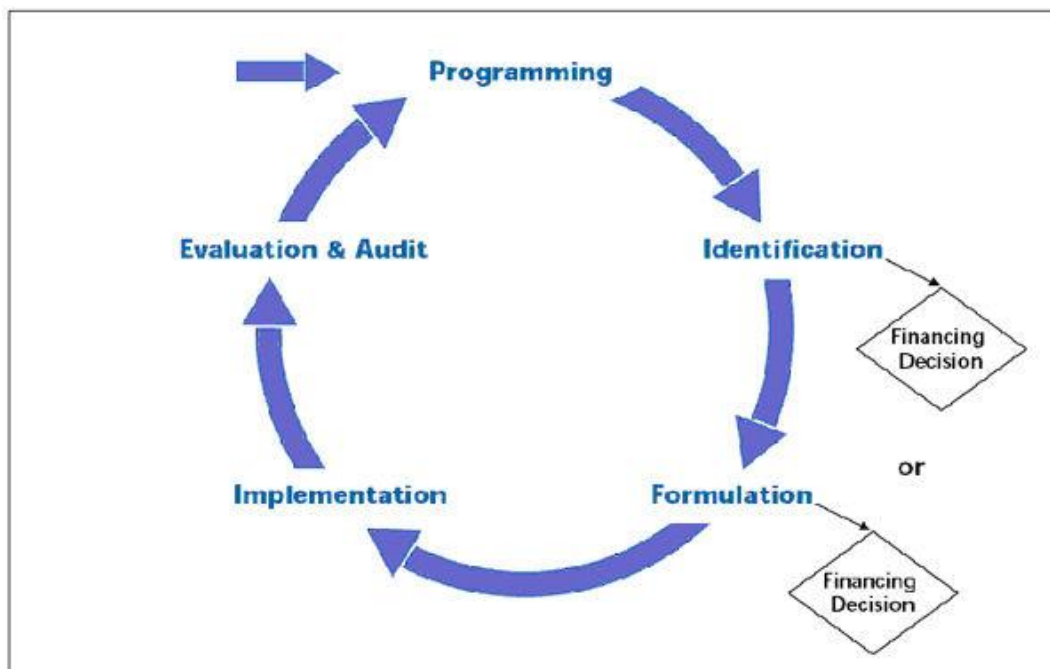 Programming
Evaluation & Audit
Identification
Financing
Decision
or
Implementation
Formulation
Financing
Decision